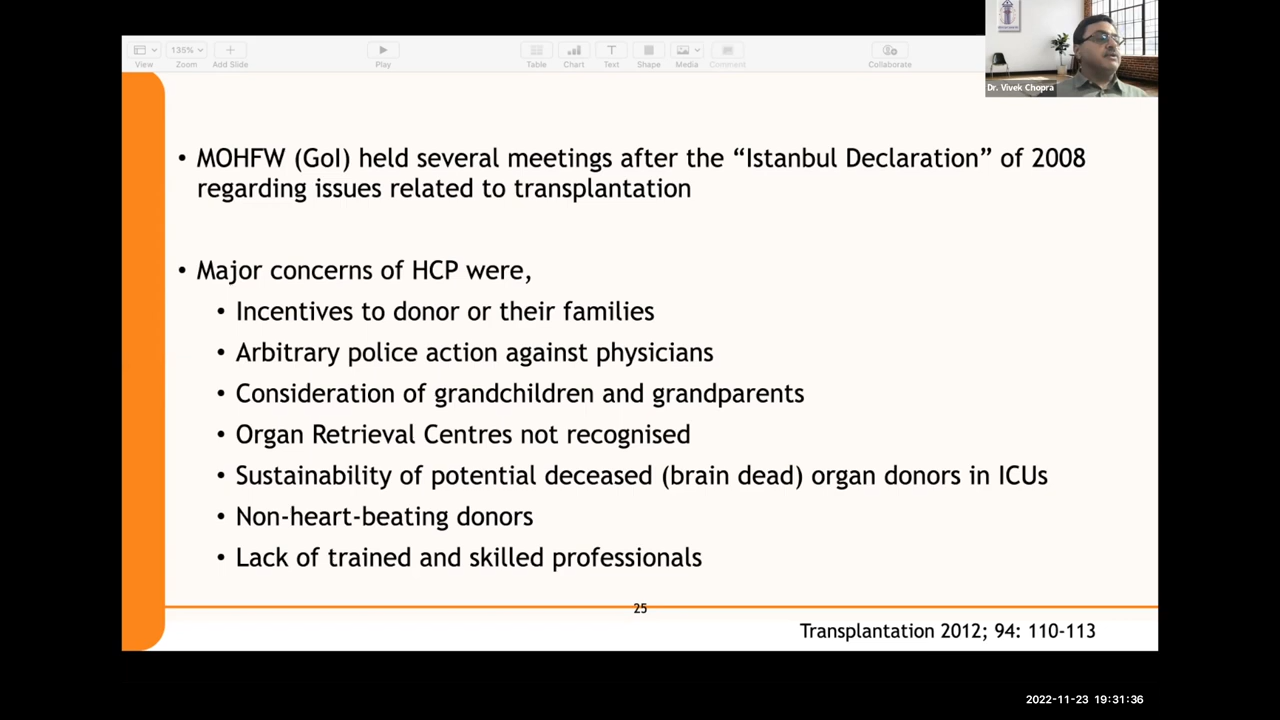 135%
View
Zoom
Add Slide
Play
Table
Chart
Text
Shape
Media
Comment
Collaborate
Dr. Vivek Chopra
• MOHFW (GoI) held several meetings after the “Istanbul Declaration” of 2008
regarding issues related to transplantation
• Major concerns of HCP were,
• Incentives to donor or their families
• Arbitrary police action against physicians
• Consideration of grandchildren and grandparents
• Organ Retrieval Centres not recognised
• Sustainability of potential deceased (brain dead) organ donors in ICUs
• Non-heart-beating donors
• Lack of trained and skilled professionals
25
Transplantation 2012; 94: 110-113
2022-11-23 19:31:36